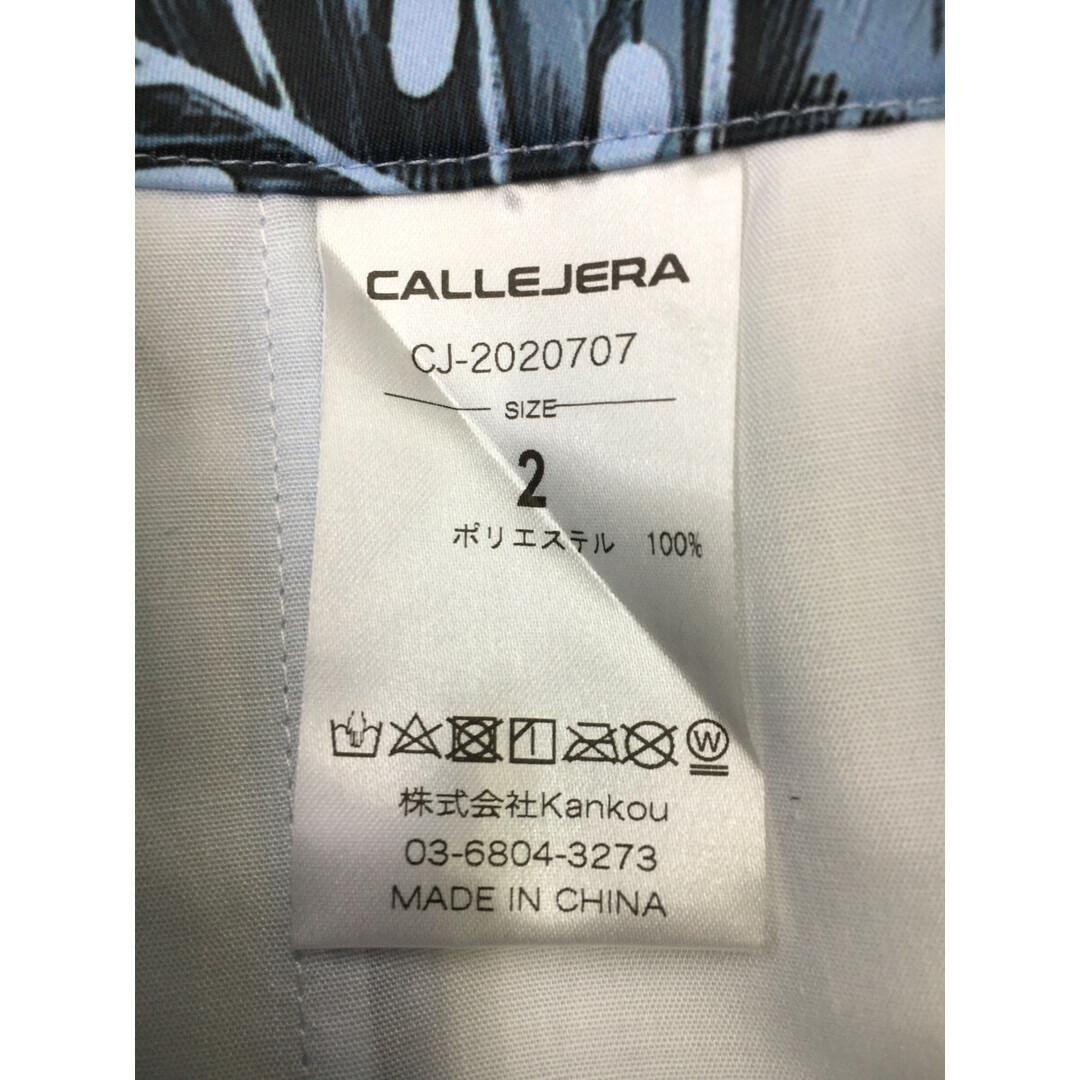 CALLEJERA
CJ-2020707
SIZE
2
ポリエステル 100%
W
株式会社Kankou
03-6804-3273
MADE IN CHINA